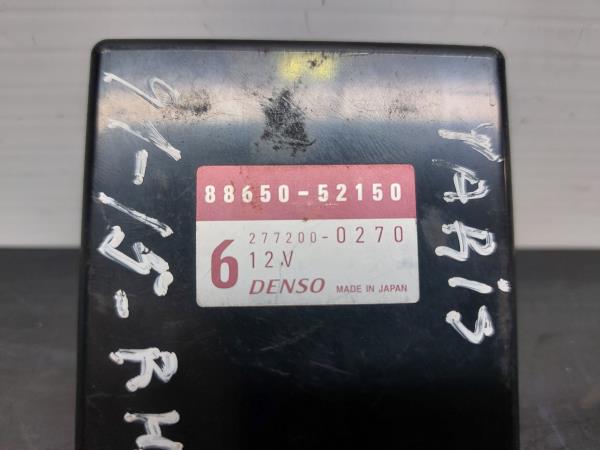 88650-52150
6
277200-0270
12V
DENSO MADE IN JAPAN
YARIS